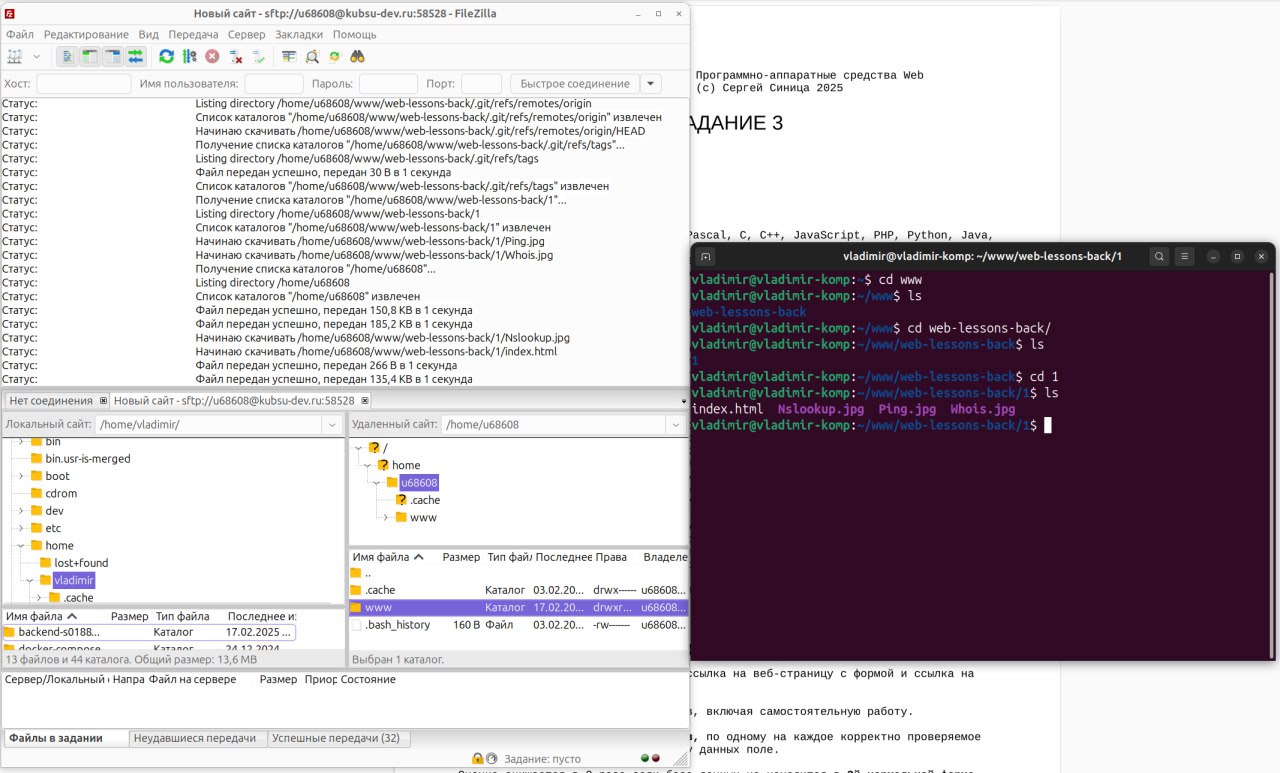 Новый сайт - sftp://u68608@kubsu-dev.ru:58528 - FileZilla
Файл Редактирование Вид Передача Сервер Закладки Помощь
Хост: Имя пользователя: Пароль: Порт: Быстрое соединение
Статус: Listing directory /home/u68608/www/web-lessons-back/.git/refs/remotes/origin
Статус: Список каталогов "/home/u68608/www/web-lessons-back/.git/refs/remotes/origin" извлечен
Статус: Начинаю скачивать /home/u68608/www/web-lessons-back/.git/refs/remotes/origin/HEAD
Статус: Получение списка каталогов "/home/u68608/www/web-lessons-back/.git/refs/tags"...
Статус: Listing directory /home/u68608/www/web-lessons-back/.git/refs/tags
Статус: Файл передан успешно, передан 30 B в 1 секунда
Статус: Список каталогов "/home/u68608/www/web-lessons-back/.git/refs/tags" извлечен
Статус: Получение списка каталогов "/home/u68608/www/web-lessons-back/1"...
Статус: Listing directory /home/u68608/www/web-lessons-back/1
Статус: Список каталогов "/home/u68608/www/web-lessons-back/1" извлечен
Статус: Начинаю скачивать /home/u68608/www/web-lessons-back/1/Ping.jpg
Статус: Начинаю скачивать /home/u68608/www/web-lessons-back/1/Whois.jpg
Статус: Получение списка каталогов "/home/u68608"...
Статус: Listing directory /home/u68608
Статус: Список каталогов "/home/u68608" извлечен
Статус: Файл передан успешно, передан 150,8 KB в 1 секунда
Статус: Файл передан успешно, передан 185,2 KB в 1 секунда
Статус: Начинаю скачивать /home/u68608/www/web-lessons-back/1/Nslookup.jpg
Статус: Начинаю скачивать /home/u68608/www/web-lessons-back/1/index.html
Статус: Файл передан успешно, передан 266 B в 1 секунда
Статус: Файл передан успешно, передан 135,4 KB в 1 секунда
Нет соединения Новый сайт - sftp://u68608@kubsu-dev.ru:58528
Локальный сайт: /home/vladimir/
bin
bin.usr-is-merged
boot
cdrom
dev
etc
home
lost+found
vladimir
.cache
Имя файла Размер Тип файла Последнее и:
backend-s0188... Каталог 17.02.2025 ...
docker-compose Каталог 24.12.2024
13 файлов и 44 каталога. Общий размер: 13,6 MB
Удаленный сайт: /home/u68608
/
home
u68608
.cache
www
Имя файла Размер Тип файл Последнее Права Владеле
..
.cache Каталог 03.02.20... drwx------ u68608...
www Каталог 17.02.20... drwxr... u68608...
.bash_history 160 B Файл 03.02.20... -rw------- u68608...
Выбран 1 каталог.
Сервер/Локальный Напра Файл на сервере Размер Приор Состояние
Файлы в задании Неудавшиеся передачи Успешные передачи (32)
Задание: пусто
Программно-аппаратные средства Web
(c) Сергей Синица 2025
АДАНИЕ 3
Pascal, C, C++, JavaScript, PHP, Python, Java,
vladimir@vladimir-komp: ~/www/web-lessons-back/1
vladimir@vladimir-komp:~$ cd www
vladimir@vladimir-komp:~/www$ ls
web-lessons-back
vladimir@vladimir-komp:~/www$ cd web-lessons-back/
vladimir@vladimir-komp:~/www/web-lessons-back$ ls
1
vladimir@vladimir-komp:~/www/web-lessons-back$ cd 1
vladimir@vladimir-komp:~/www/web-lessons-back/1$ ls
index.html Nslookup.jpg Ping.jpg Whois.jpg
vladimir@vladimir-komp:~/www/web-lessons-back/1$
ссылка на веб-страницу с формой и ссылка на
в, включая самостоятельную работу.
в, по одному на каждое корректно проверяемое
у данных поле.